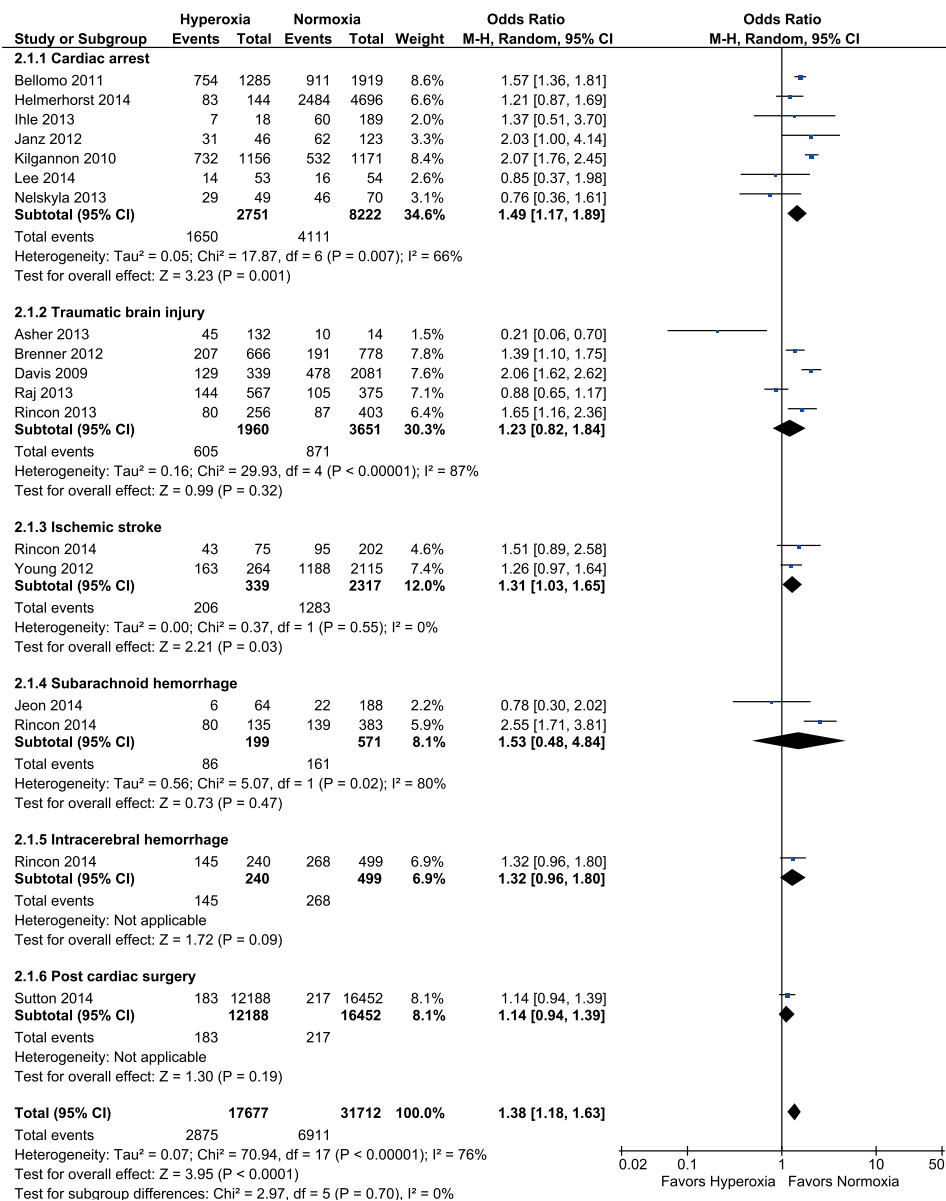 Hyperoxia Normoxia Odds Ratio Odds Ratio
Study or Subgroup Events Total Events Total Weight M-H, Random, 95% CI M-H, Random, 95% CI
2.1.1 Cardiac arrest
Bellomo 2011 754 1285 911 1919 8.6% 1.57 [1.36, 1.81]
Helmerhorst 2014 83 144 2484 4696 6.6% 1.21 [0.87, 1.69]
Ihle 2013 7 18 60 189 2.0% 1.37 [0.51, 3.70]
Janz 2012 31 46 62 123 3.3% 2.03 [1.00, 4.14]
Kilgannon 2010 732 1156 532 1171 8.4% 2.07 [1.76, 2.45]
Lee 2014 14 53 16 54 2.7% 0.85 [0.37, 1.98]
Nelskyla 2013 29 49 46 70 3.1% 0.76 [0.36, 1.61]
Subtotal (95% CI) 2751 8222 34.6% 1.49 [1.17, 1.89]
Total events 1650 4111
Heterogeneity: Tau² = 0.05; Chi² = 17.87, df = 6 (P = 0.007); I² = 66%
Test for overall effect: Z = 3.23 (P = 0.001)
2.1.2 Traumatic brain injury
Asher 2013 45 132 10 14 1.5% 0.21 [0.06, 0.70]
Brenner 2012 207 666 191 778 7.8% 1.39 [1.10, 1.75]
Davis 2009 129 339 478 2081 7.6% 2.06 [1.62, 2.62]
Raj 2013 144 567 105 375 7.1% 0.88 [0.65, 1.17]
Rincon 2013 80 256 87 403 6.4% 1.65 [1.16, 2.36]
Subtotal (95% CI) 1960 3651 30.3% 1.23 [0.82, 1.84]
Total events 605 871
Heterogeneity: Tau² = 0.16; Chi² = 29.93, df = 4 (P < 0.00001); I² = 87%
Test for overall effect: Z = 0.99 (P = 0.32)
2.1.3 Ischemic stroke
Rincon 2014 43 75 95 202 4.6% 1.51 [0.89, 2.58]
Young 2012 163 264 1188 2115 7.4% 1.26 [0.97, 1.64]
Subtotal (95% CI) 339 2317 12.0% 1.31 [1.03, 1.65]
Total events 206 1283
Heterogeneity: Tau² = 0.00; Chi² = 0.37, df = 1 (P = 0.55); I² = 0%
Test for overall effect: Z = 2.21 (P = 0.03)
2.1.4 Subarachnoid hemorrhage
Jeon 2014 6 64 22 188 2.2% 0.78 [0.30, 2.02]
Rincon 2014 80 135 139 383 5.9% 2.55 [1.71, 3.81]
Subtotal (95% CI) 199 571 8.1% 1.53 [0.48, 4.84]
Total events 86 161
Heterogeneity: Tau² = 0.56; Chi² = 5.07, df = 1 (P = 0.02); I² = 80%
Test for overall effect: Z = 0.73 (P = 0.47)
2.1.5 Intracerebral hemorrhage
Rincon 2014 145 240 268 499 6.9% 1.32 [0.96, 1.80]
Subtotal (95% CI) 240 499 6.9% 1.32 [0.96, 1.80]
Total events 145 268
Heterogeneity: Not applicable
Test for overall effect: Z = 1.72 (P = 0.09)
2.1.6 Post cardiac surgery
Sutton 2014 183 12188 217 16452 8.1% 1.14 [0.94, 1.39]
Subtotal (95% CI) 12188 16452 8.1% 1.14 [0.94, 1.39]
Total events 183 217
Heterogeneity: Not applicable
Test for overall effect: Z = 1.30 (P = 0.19)
Total (95% CI) 17677 31712 100.0% 1.38 [1.18, 1.63]
Total events 2875 6911
Heterogeneity: Tau² = 0.07; Chi² = 70.94, df = 17 (P < 0.00001); I² = 76%
Test for overall effect: Z = 3.95 (P < 0.0001)
Test for subgroup differences: Chi² = 2.97, df = 5 (P = 0.70), I² = 0%
0.02 0.1 1 10 50
Favors Hyperoxia Favors Normoxia